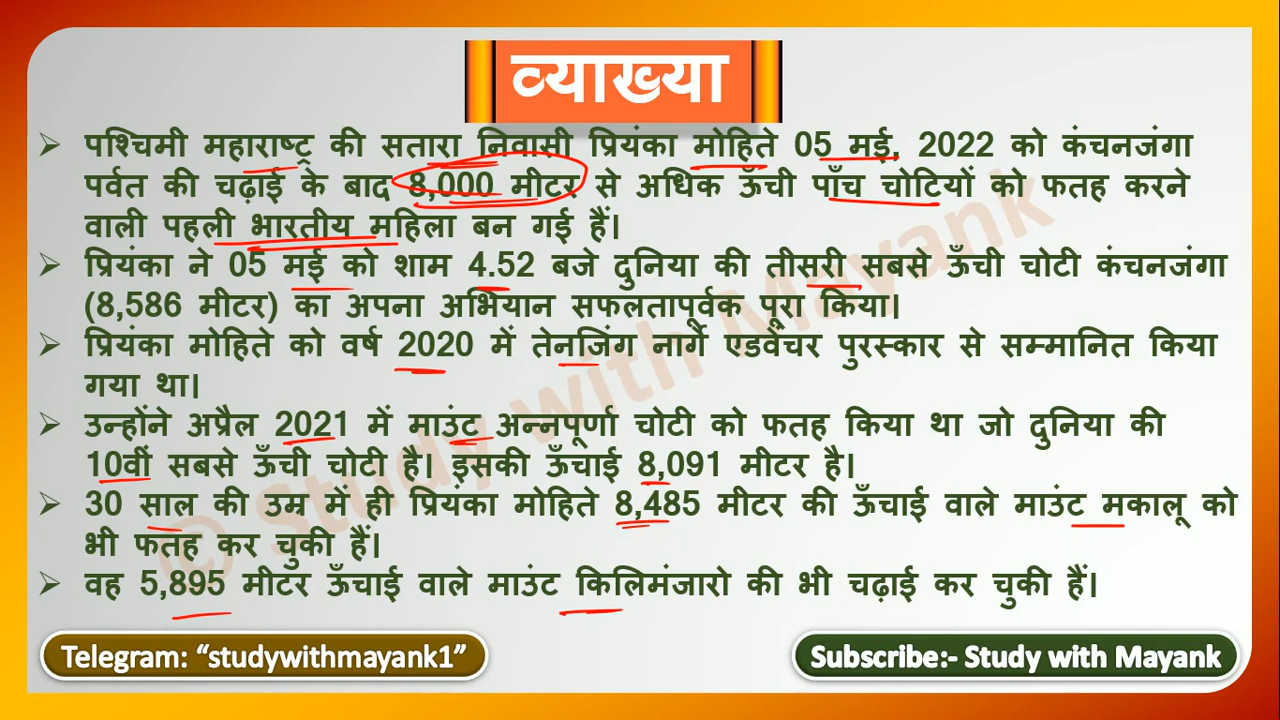 व्याख्या
➢ पश्चिमी महाराष्ट्र की सतारा निवासी प्रियंका मोहिते 05 मई, 2022 को कंचनजंगा
पर्वत की चढ़ाई के बाद 8,000 मीटर से अधिक ऊँची पाँच चोटियों को फतह करने
वाली पहली भारतीय महिला बन गई हैं।
➢ प्रियंका ने 05 मई को शाम 4.52 बजे दुनिया की तीसरी सबसे ऊँची चोटी कंचनजंगा
(8,586 मीटर) का अपना अभियान सफलतापूर्वक पूरा किया।
➢ प्रियंका मोहिते को वर्ष 2020 में तेनजिंग नार्गे एडवेंचर पुरस्कार से सम्मानित किया
गया था।
➢ उन्होंने अप्रैल 2021 में माउंट अन्नपूर्णा चोटी को फतह किया था जो दुनिया की
10वीं सबसे ऊँची चोटी है। इसकी ऊँचाई 8,091 मीटर है।
➢ 30 साल की उम्र में ही प्रियंका मोहिते 8,485 मीटर की ऊँचाई वाले माउंट मकालू को
भी फतह कर चुकी हैं।
➢ वह 5,895 मीटर ऊँचाई वाले माउंट किलिमंजारो की भी चढ़ाई कर चुकी हैं।
© Study with Mayank
Telegram: “studywithmayank1”
Subscribe:- Study with Mayank